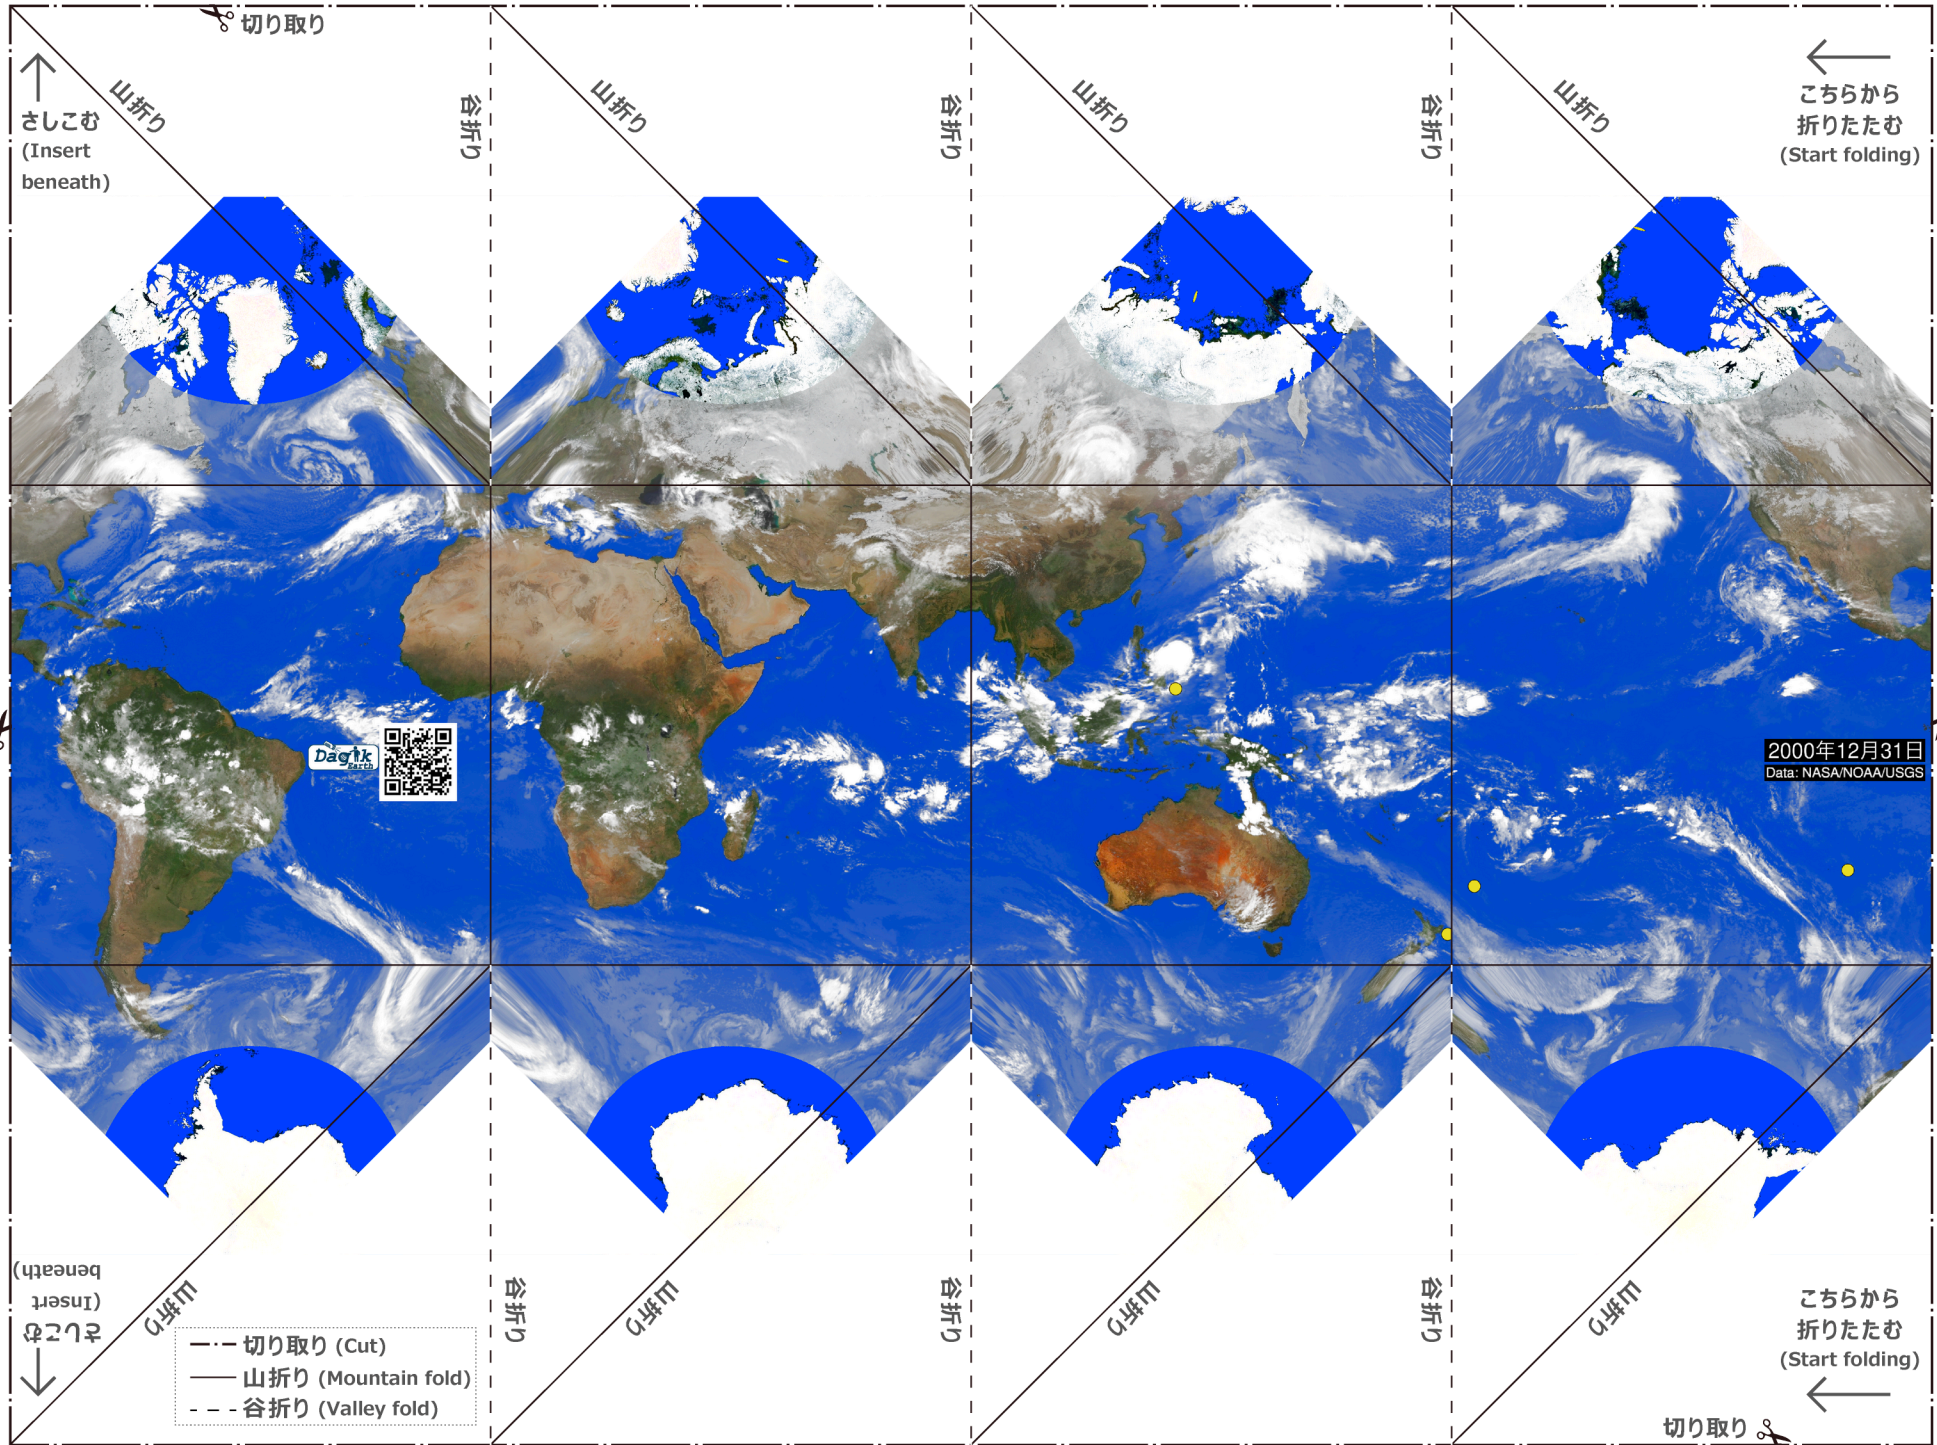 切り取り
さしこむ
(Insert
beneath)
山折り
谷折り
山折り
谷折り
山折り
谷折り
山折り
こちらから
折りたたむ
(Start folding)
Dagik
Earth
2000年12月31日
Data: NASA/NOAA/USGS
さしこむ
(Insert
beneath)
山折り
谷折り
山折り
谷折り
山折り
谷折り
山折り
こちらから
折りたたむ
(Start folding)
切り取り (Cut)
山折り (Mountain fold)
谷折り (Valley fold)
切り取り